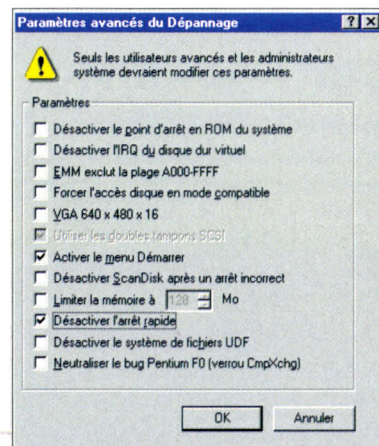 Paramètres avancés du Dépannage
Seuls les utilisateurs avancés et les administrateurs
système devraient modifier ces paramètres.
Paramètres
Désactiver le point d'arrêt en ROM du système
Désactiver l'IRQ du disque dur virtuel
EMM exclut la plage A000-FFFF
Forcer l'accès disque en mode compatible
VGA 640 x 480 x 16
Utiliser les doubles tampons SCSI
Activer le menu Démarrer
Désactiver ScanDisk après un arrêt incorrect
Limiter la mémoire à 128 Mo
Désactiver l'arrêt rapide
Désactiver le système de fichiers UDF
Neutraliser le bug Pentium F0 (verrou CmpXchg)
OK Annuler